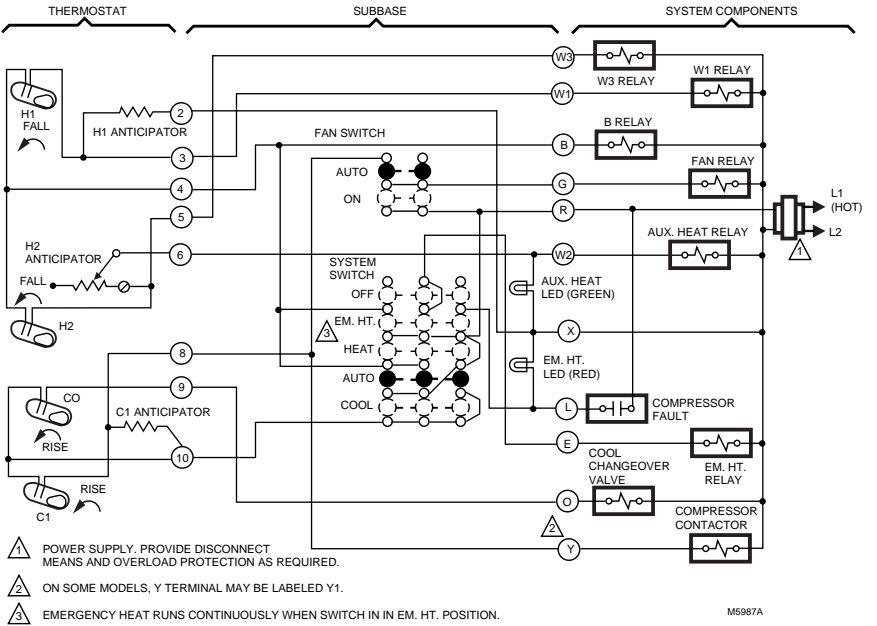 THERMOSTAT
SUBBASE
SYSTEM COMPONENTS
W3
W3 RELAY
W1 RELAY
H1
FALL
2
H1 ANTICIPATOR
W1
B RELAY
FAN SWITCH
3
B
FAN RELAY
AUTO
4
G
ON
L1
(HOT)
5
R
L2
AUX. HEAT RELAY
1
H2
ANTICIPATOR
6
W2
SYSTEM
SWITCH
FALL
AUX. HEAT
LED (GREEN)
OFF
3
EM. HT.
H2
X
8
HEAT
EM. HT.
LED (RED)
AUTO
9
CO
C1 ANTICIPATOR
COOL
L
COMPRESSOR
FAULT
RISE
E
10
COOL
CHANGEOVER
VALVE
EM. HT.
RELAY
RISE
C1
O
COMPRESSOR
CONTACTOR
2
Y
1 POWER SUPPLY. PROVIDE DISCONNECT
MEANS AND OVERLOAD PROTECTION AS REQUIRED.
2 ON SOME MODELS, Y TERMINAL MAY BE LABELED Y1.
3 EMERGENCY HEAT RUNS CONTINUOUSLY WHEN SWITCH IN IN EM. HT. POSITION.
M5987A